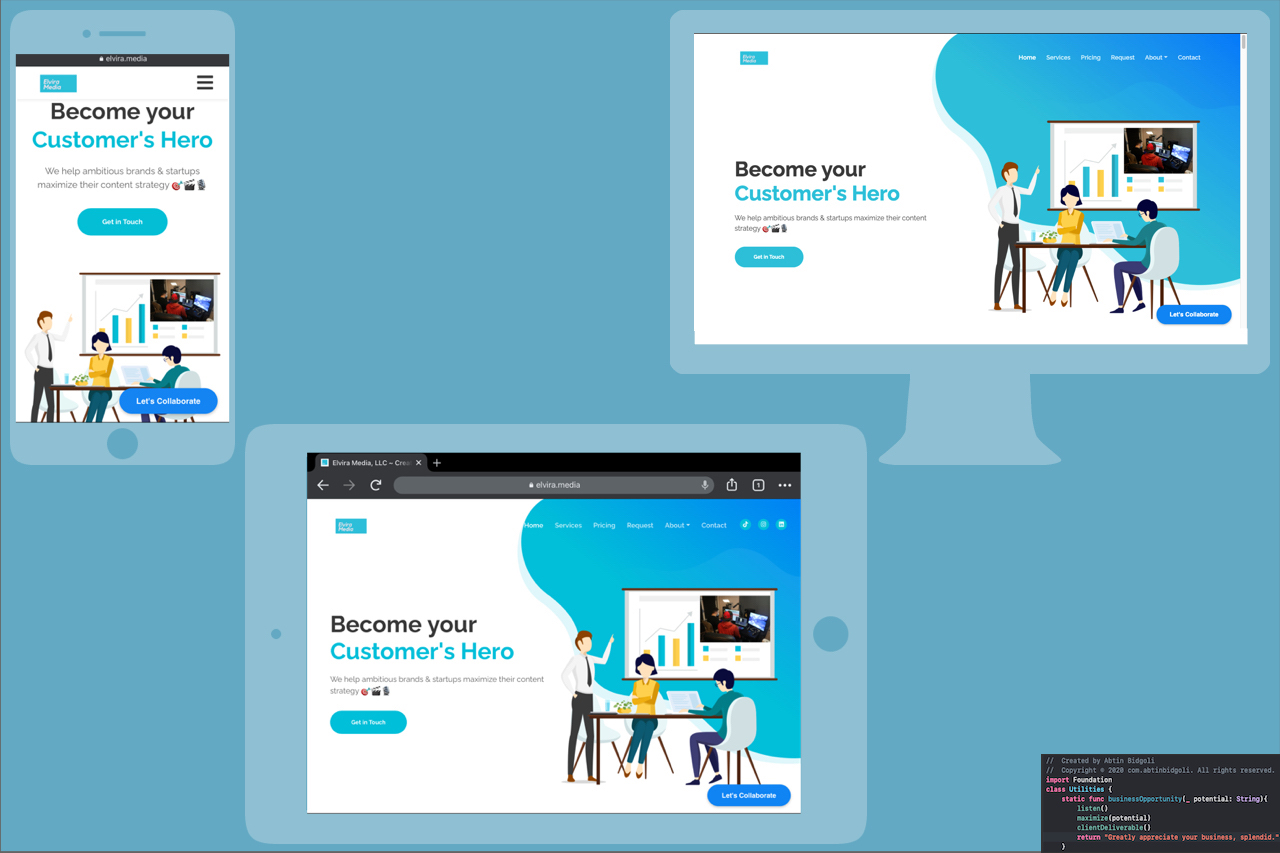 elvira.media
Elvira
Media
Become your
Customer's Hero
We help ambitious brands & startups
maximize their content strategy 🎯🎬🎙
Get in Touch
Let's Collaborate
Elvira
Media
Home Services Pricing Request About Contact
Become your
Customer's Hero
We help ambitious brands & startups maximize their content
strategy 🎯🎬🎙
Get in Touch
Let's Collaborate
Elvira Media, LLC – Crea
elvira.media
1
Elvira
Media
Home Services Pricing Request About Contact
Become your
Customer's Hero
We help ambitious brands & startups maximize their content
strategy 🎯🎬🎙
Get in Touch
Let's Collaborate
// Created by Abtin Bidgoli
// Copyright © 2020 com.abtinbidgoli. All rights reserved.
import Foundation
class Utilities {
static func businessOpportunity(_ potential: String){
listen()
maximize(potential)
clientDeliverable()
return "Greatly appreciate your business, splendid."
}